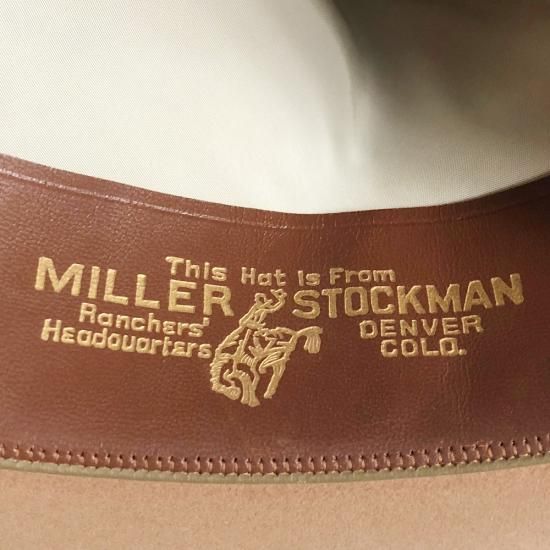 This Hat Is From
MILLER STOCKMAN
Ranchers' Headquarters
DENVER COLO.